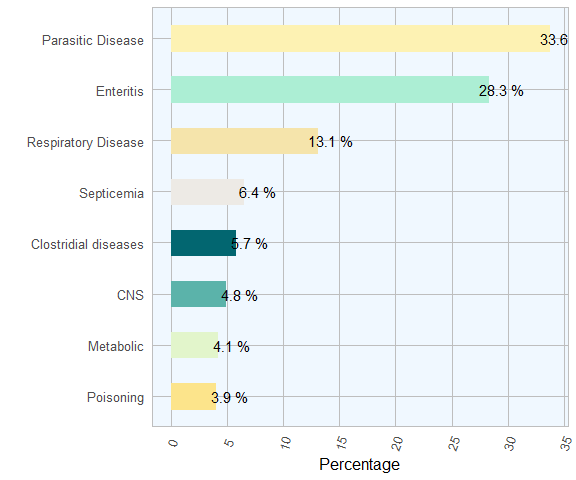 Parasitic Disease 33.6
Enteritis 28.3 %
Respiratory Disease 13.1 %
Septicemia 6.4 %
Clostridial diseases 5.7 %
CNS 4.8 %
Metabolic 4.1 %
Poisoning 3.9 %
0 5 10 15 20 25 30 35
Percentage